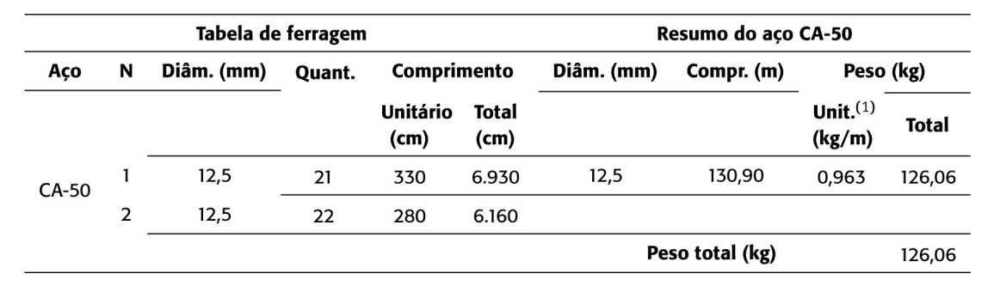 Tabela de ferragem Resumo do aço CA-50
Aço N Diâm. (mm) Quant. Comprimento Diâm. (mm) Compr. (m) Peso (kg)
Unitário (cm) Total (cm) Unit.(1) (kg/m) Total
CA-50 1 12,5 21 330 6.930 12,5 130,90 0,963 126,06
2 12,5 22 280 6.160
Peso total (kg) 126,06